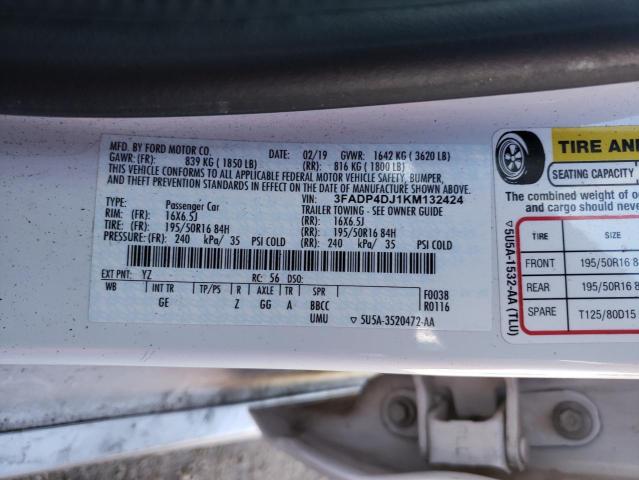 MFD. BY FORD MOTOR CO.
DATE: 02/19 GVWR: 1642 KG ( 3620 LB)
GAWR: (FR): 839 KG ( 1850 LB) (RR): 816 KG ( 1800 LB)
THIS VEHICLE CONFORMS TO ALL APPLICABLE FEDERAL MOTOR VEHICLE SAFETY, BUMPER,
AND THEFT PREVENTION STANDARDS IN EFFECT ON THE DATE OF MANUFACTURE SHOWN ABOVE.
VIN: 3FADP4DJ1KM132424
TYPE: Passenger Car TRAILER TOWING - SEE OWNER GUIDE
RIM: (FR) 16X6.5J (RR) 16X6.5J
TIRE: (FR) 195/50R16 84H (RR) 195/50R16 84H
PRESSURE: (FR) 240 kPa/ 35 PSI COLD (RR) 240 kPa/ 35 PSI COLD
EXT PNT: YZ RC: 56 DSO:
WB INT TR TP/PS R AXLE TR SPR F0038
GE Z GG A BBCC R0116
UMU ▽5U5A-3520472-AA
▽5U5A-1532-AA (TLU)
TIRE AN
SEATING CAPACITY
The combined weight of o
and cargo should neve
TIRE SIZE
FRONT 195/50R16 8
REAR 195/50R16 8
SPARE T125/80D15